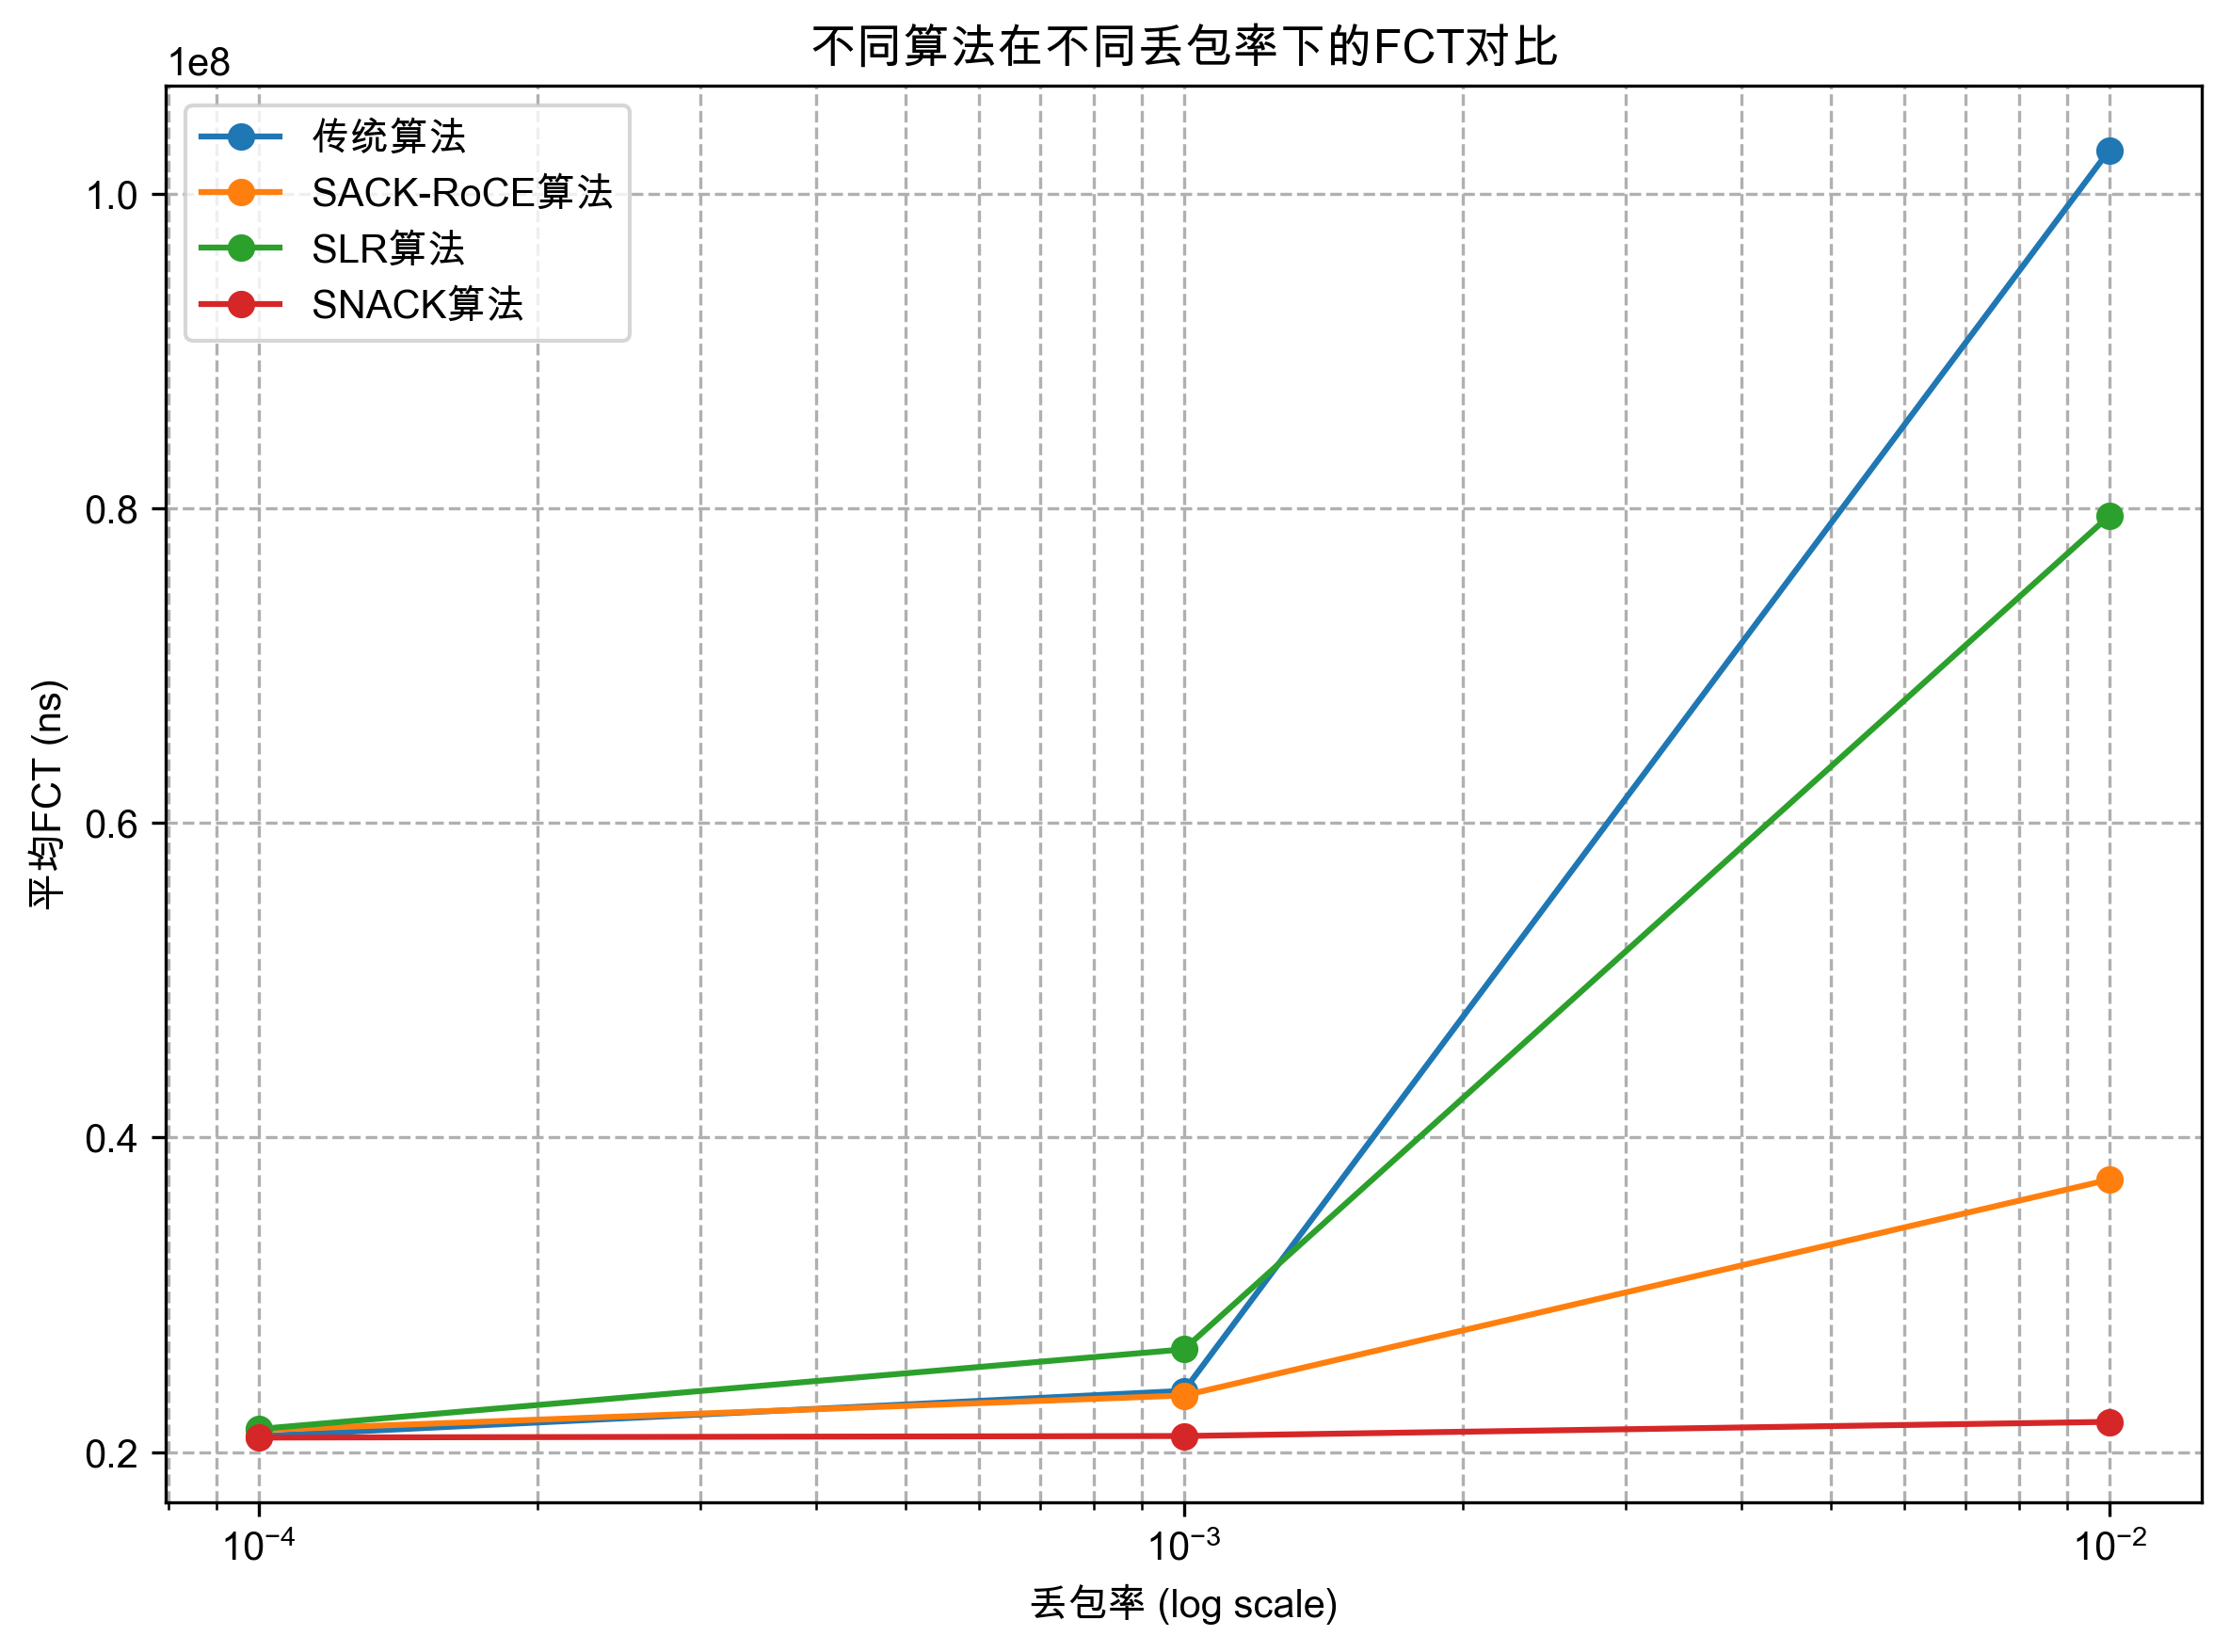 不同算法在不同丢包率下的FCT对比
1e8
传统算法
SACK-RoCE算法
SLR算法
SNACK算法
1.0
0.8
0.6
0.4
0.2
平均FCT (ns)
10⁻⁴ 10⁻³ 10⁻²
丢包率 (log scale)